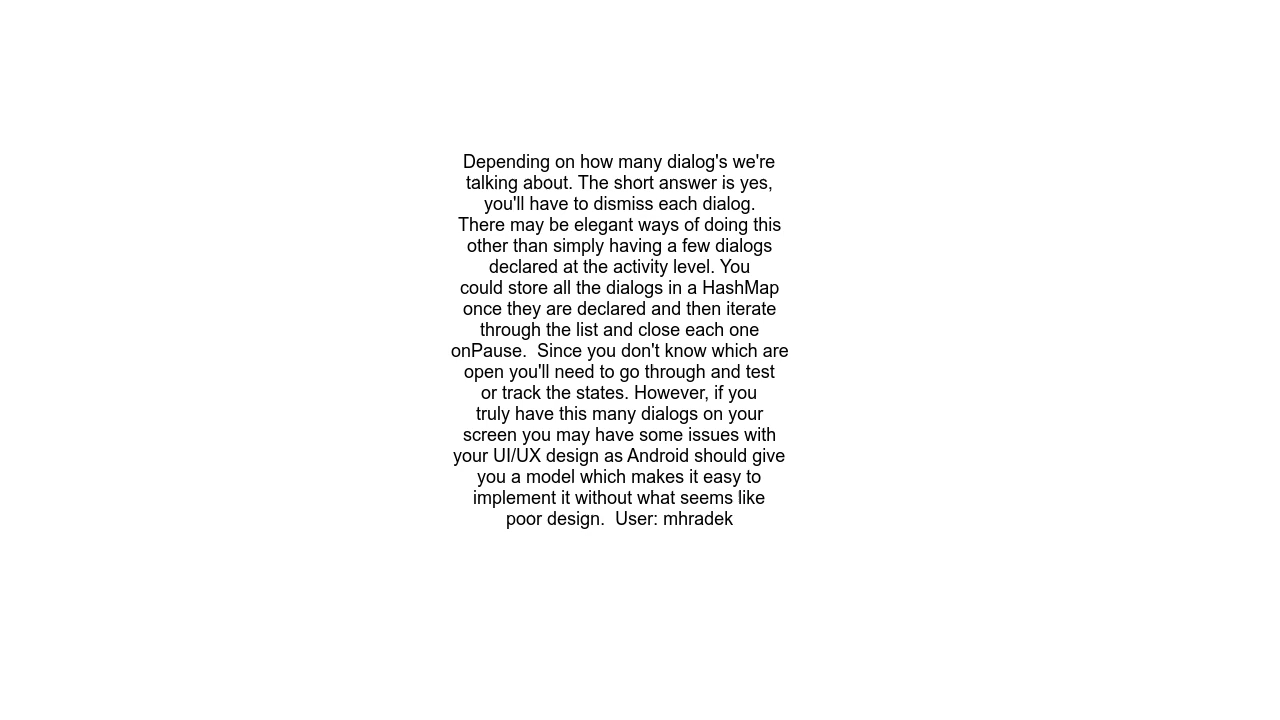 Depending on how many dialog's we're
talking about. The short answer is yes,
you'll have to dismiss each dialog.
There may be elegant ways of doing this
other than simply having a few dialogs
declared at the activity level. You
could store all the dialogs in a HashMap
once they are declared and then iterate
through the list and close each one
onPause.  Since you don't know which are
open you'll need to go through and test
or track the states. However, if you
truly have this many dialogs on your
screen you may have some issues with
your UI/UX design as Android should give
you a model which makes it easy to
implement it without what seems like
poor design.  User: mhradek